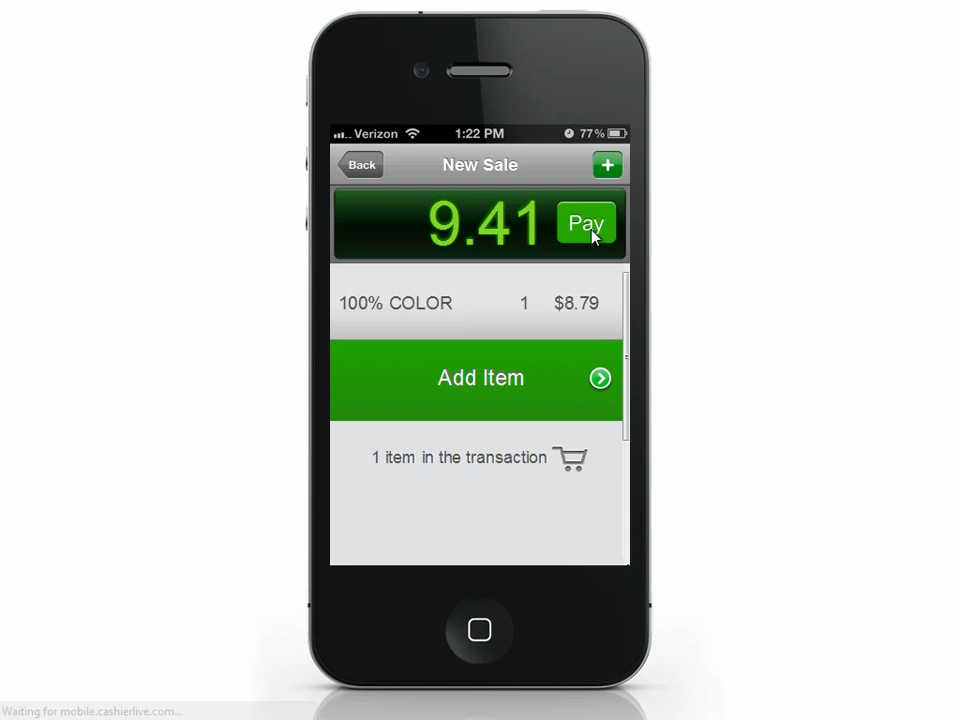 Verizon 1:22 PM 77%
Back New Sale +
9.41 Pay
100% COLOR 1 $8.79
Add Item
1 item in the transaction
Waiting for mobile.cashierlive.com...